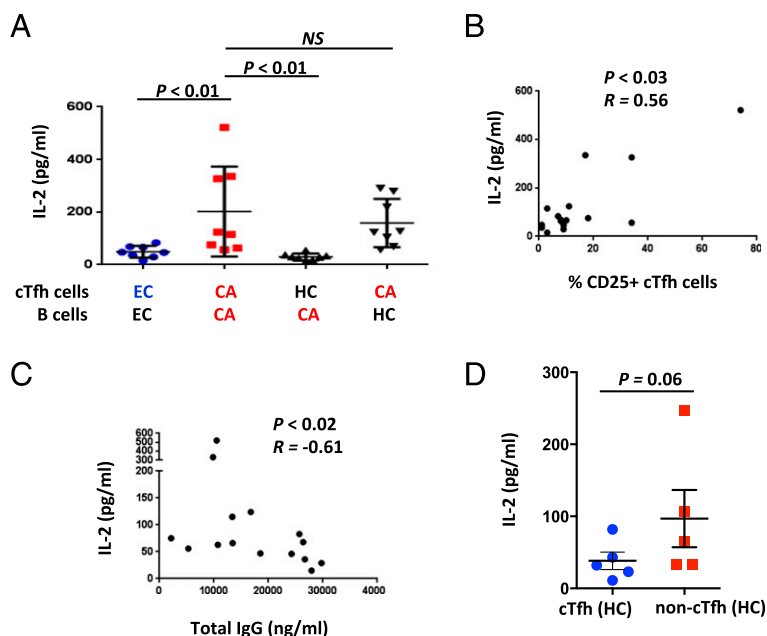 A
NS
P < 0.01
P < 0.01
600
400
200
0
IL-2 (pg/ml)
cTfh cells EC CA HC CA
B cells EC CA CA HC
B
P < 0.03
R = 0.56
600
400
200
0
IL-2 (pg/ml)
0 20 40 60 80
% CD25+ cTfh cells
C
P < 0.02
R = -0.61
600
500
400
300
200
150
100
50
0
IL-2 (pg/ml)
0 10000 20000 30000 4000
Total IgG (ng/ml)
D
P = 0.06
300
200
100
0
IL-2 (pg/ml)
cTfh (HC) non-cTfh (HC)